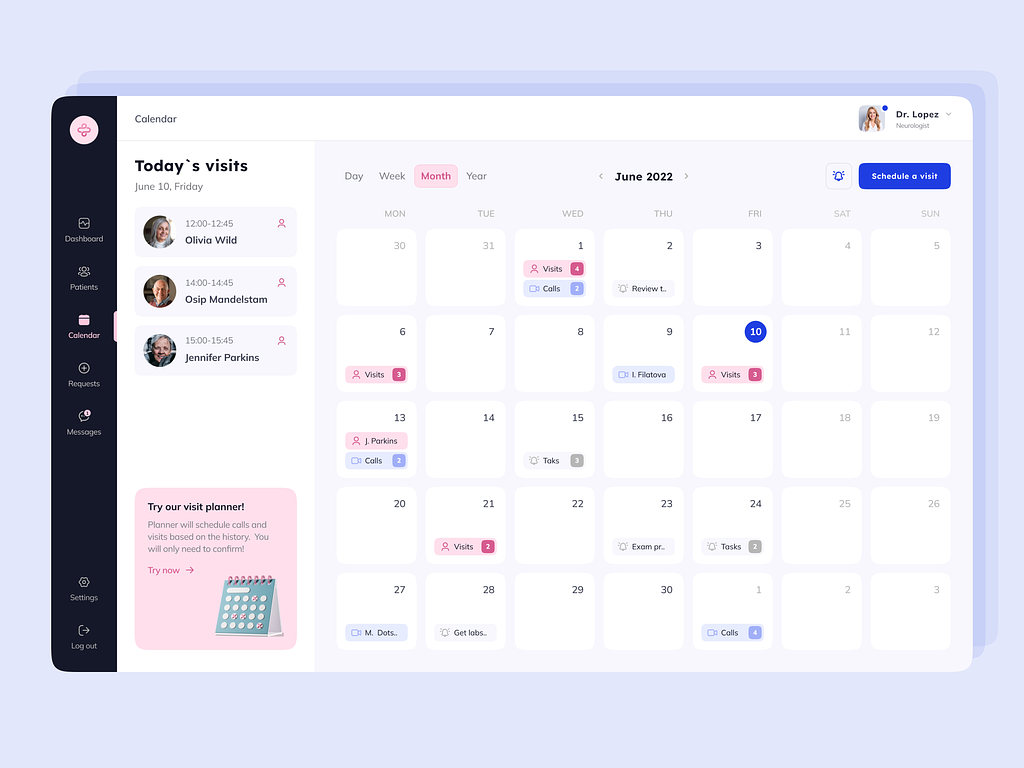 Calendar
Dr. Lopez
Neurologist
Dashboard
Patients
Calendar
Requests
1
Messages
Settings
Log out
Today`s visits
June 10, Friday
12:00-12:45
Olivia Wild
14:00-14:45
Osip Mandelstam
15:00-15:45
Jennifer Parkins
Try our visit planner!
Planner will schedule calls and
visits based on the history. You
will only need to confirm!
Try now
Day Week Month Year
June 2022
Schedule a visit
MON TUE WED THU FRI SAT SUN
30 31 1 2 3 4 5
Visits 4
Calls 2 Review t..
6 7 8 9 10 11 12
Visits 3 I. Filatova Visits 3
13 14 15 16 17 18 19
J. Parkins
Calls 2 Taks 3
20 21 22 23 24 25 26
Visits 2 Exam pr.. Tasks 2
27 28 29 30 1 2 3
M. Dots.. Get labs.. Calls 4